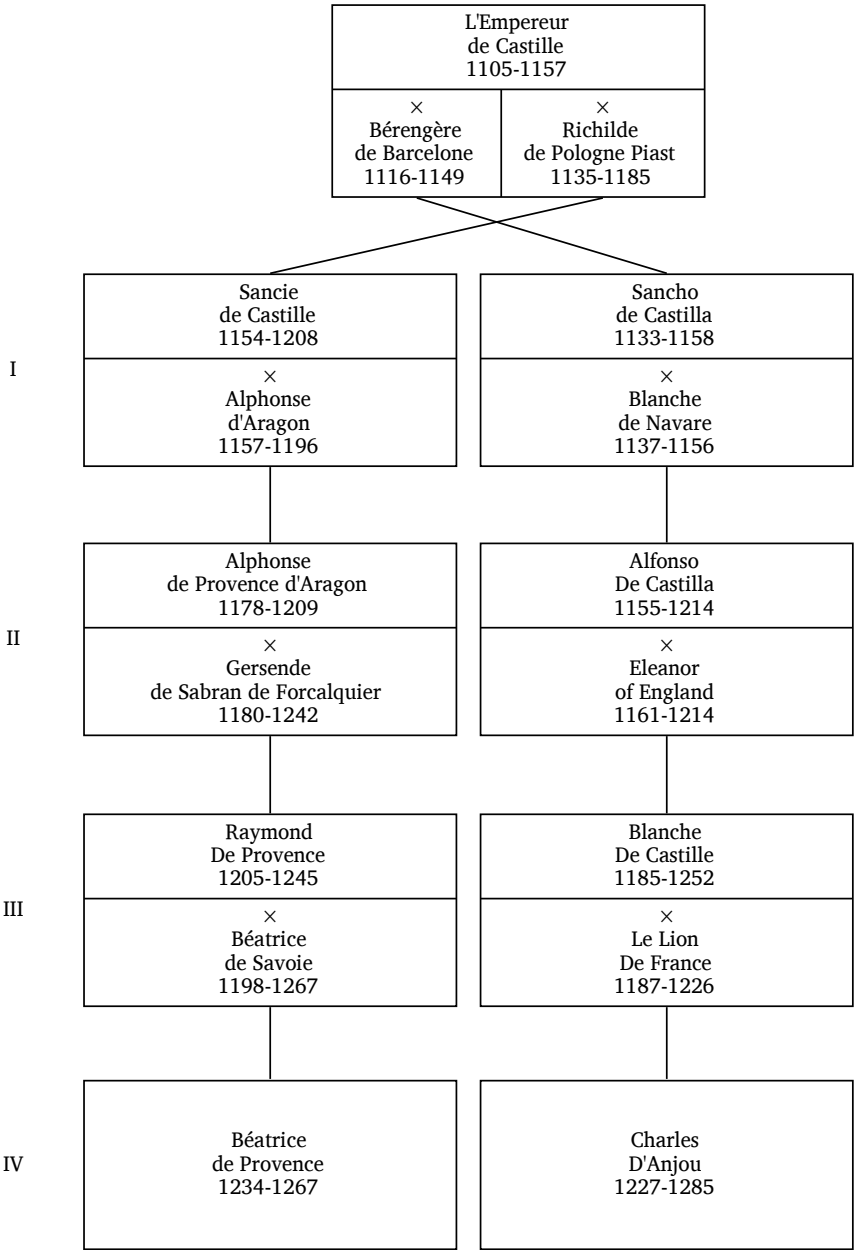 L'Empereur
de Castille
1105-1157
×
Bérengère
de Barcelone
1116-1149
×
Richilde
de Pologne Piast
1135-1185
I
Sancie
de Castille
1154-1208
×
Alphonse
d'Aragon
1157-1196
Sancho
de Castilla
1133-1158
×
Blanche
de Navare
1137-1156
II
Alphonse
de Provence d'Aragon
1178-1209
×
Gersende
de Sabran de Forcalquier
1180-1242
Alfonso
De Castilla
1155-1214
×
Eleanor
of England
1161-1214
III
Raymond
De Provence
1205-1245
×
Béatrice
de Savoie
1198-1267
Blanche
De Castille
1185-1252
×
Le Lion
De France
1187-1226
IV
Béatrice
de Provence
1234-1267
Charles
D'Anjou
1227-1285